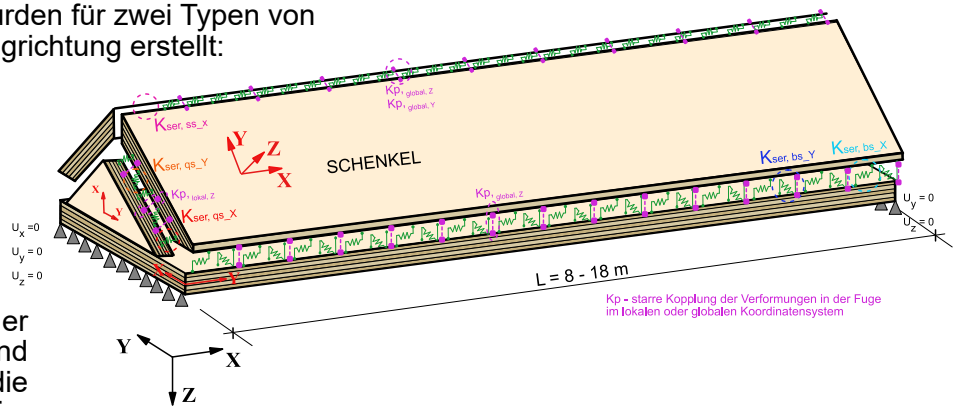 urden für zwei Typen von
grichtung erstellt:
Kp, global, Z
Kp, global, Y
Kser, ss_x
Kser, qs_Y
Kp, lokal, Z
Kser, qs_X
Y
Z
X
SCHENKEL
Kser, bs_Y
Kser, bs_X
Kp, global, Z
X
Y
Ux =0
Uy = 0
Uz = 0
Uy =0
Uz = 0
X
Y
L = 8 - 18 m
Kp - starre Kopplung der Verformungen in der Fuge
im lokalen oder globalen Koordinatensystem
er
nd
die
Y
X
Z